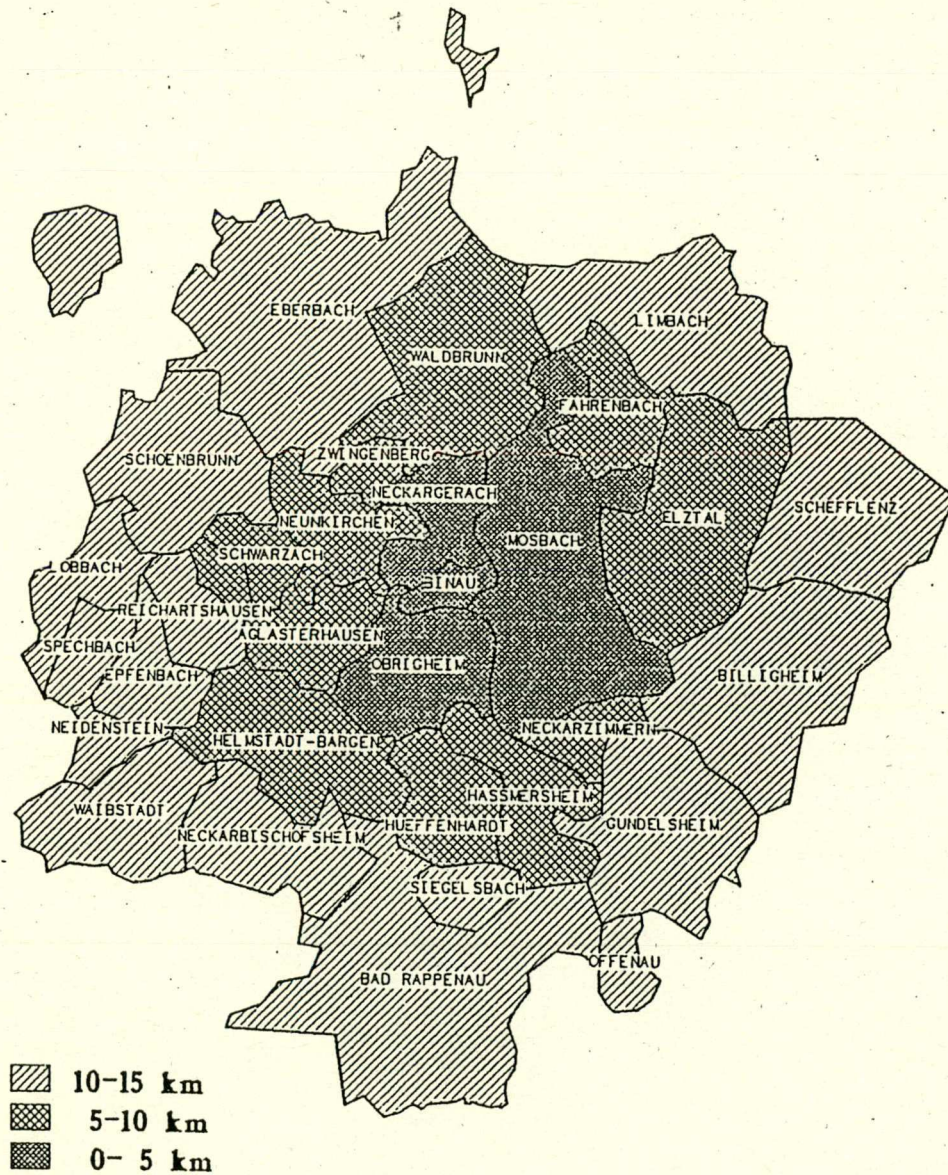 EBERBACH
LIMBACH
WALDBRUNN
FAHRENBACH
ZWINGENBERG
SCHOENBRUNN
NECKARGERACH
SCHEFFLENZ
NEUNKIRCHEN
ELZTAL
MOSBACH
SCHWARZACH
LOBBACH
BINAU
REICHARTSHAUSEN
AGLASTERHAUSEN
SPECHBACH
OBRIGHEIM
EPFENBACH
BILLIGHEIM
NEIDENSTEIN
NECKARZIMMERN
HELMSTADT-BARGEN
HASSMERSHEIM
WAIBSTADT
GUNDELSHEIM
HUEFFENHARDT
NECKARBISCHOFSHEIM
SIEGELSBACH
OFFENAU
BAD RAPPENAU
10-15 km
5-10 km
0- 5 km